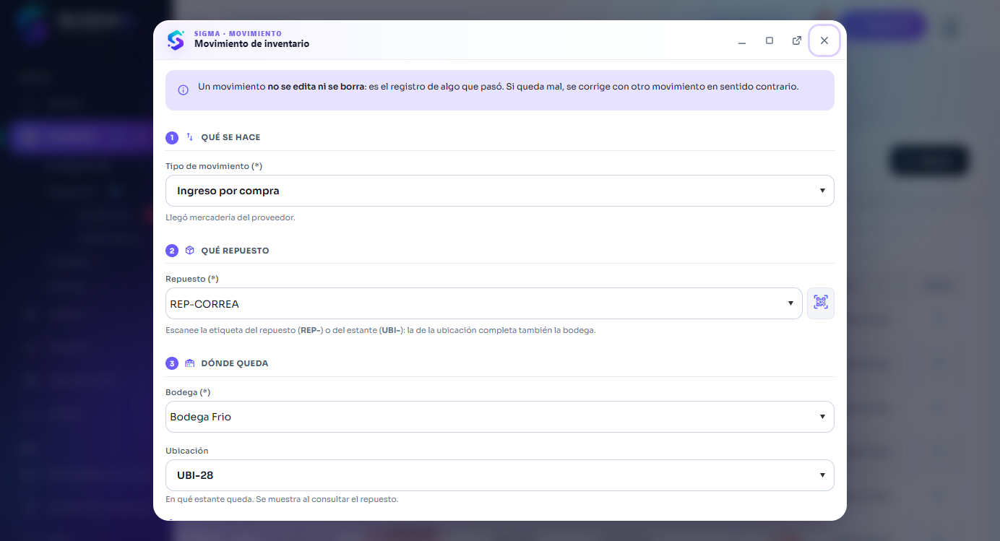 SIGMA · MOVIMIENTO
Movimiento de inventario
Un movimiento no se edita ni se borra: es el registro de algo que pasó. Si queda mal, se corrige con otro movimiento en sentido contrario.
1 QUÉ SE HACE
Tipo de movimiento (*)
Ingreso por compra
Llegó mercadería del proveedor.
2 QUÉ REPUESTO
Repuesto (*)
REP-CORREA
Escanee la etiqueta del repuesto (REP-) o del estante (UBI-): la de la ubicación completa también la bodega.
3 DÓNDE QUEDA
Bodega (*)
Bodega Frio
Ubicación
UBI-28
En qué estante queda. Se muestra al consultar el repuesto.